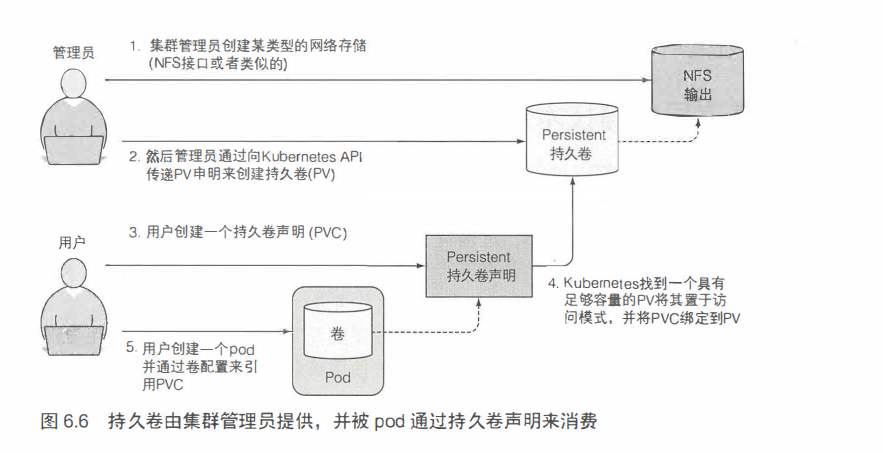 管理员
1. 集群管理员创建某类型的网络存储
(NFS接口或者类似的)
NFS
输出
Persistent
持久卷
2. 然后管理员通过向Kubernetes API
传递PV申明来创建持久卷(PV)
用户
3. 用户创建一个持久卷声明 (PVC)
Persistent
持久卷声明
4. Kubernetes找到一个具有
足够容量的PV将其置于访
问模式，并将PVC绑定到PV
卷
Pod
5. 用户创建一个pod
并通过卷配置来引
用PVC
图 6.6 持久卷由集群管理员提供，并被 pod 通过持久卷声明来消费